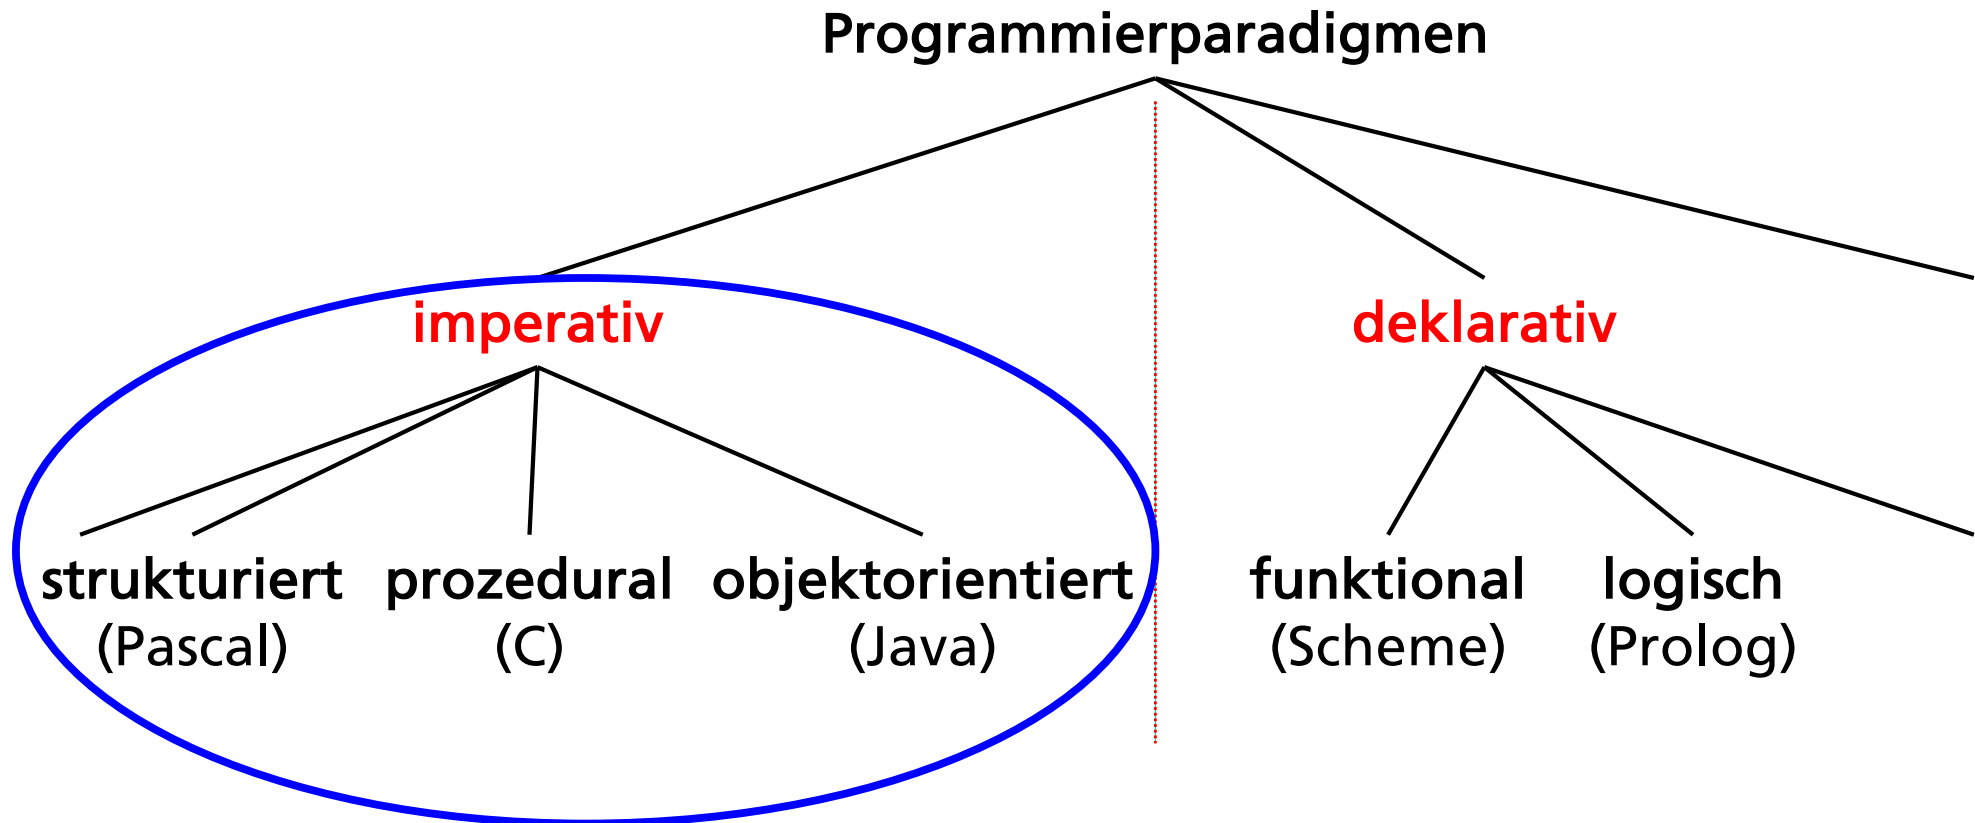 Programmierparadigmen
imperativ
deklarativ
strukturiert
(Pascal)
prozedural
(C)
objektorientiert
(Java)
funktional
(Scheme)
logisch
(Prolog)